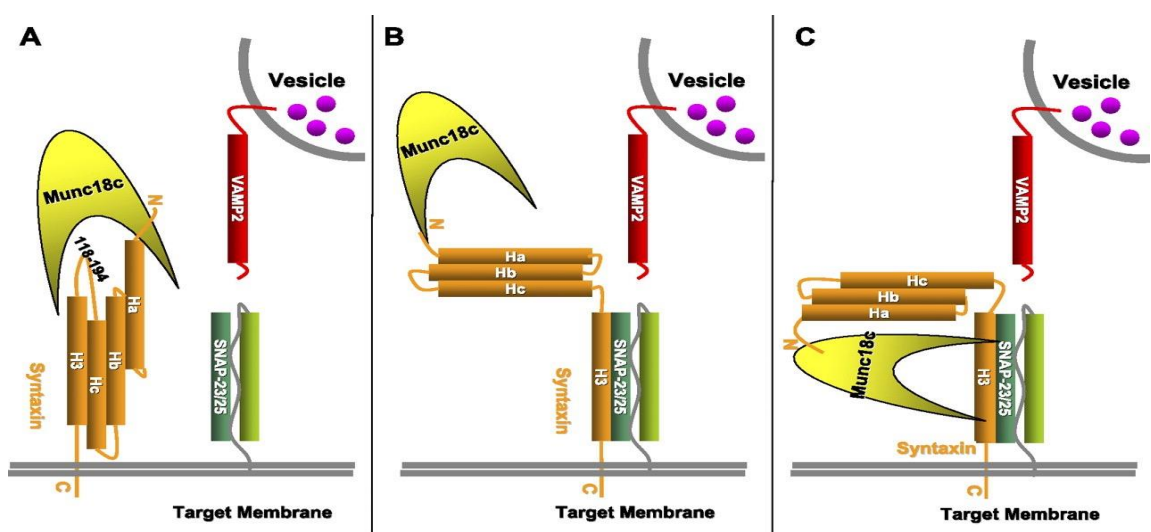 A
Vesicle
Munc18c
VAMP2
N
118-194
Ha
H3
Hb
Hc
Syntaxin
SNAP-23/25
C
Target Membrane
B
Vesicle
Munc18c
VAMP2
N
Ha
Hb
Hc
H3
SNAP-23/25
Syntaxin
C
Target Membrane
C
Vesicle
VAMP2
Hc
Hb
Ha
N
Munc18c
H3
SNAP-23/25
Syntaxin
C
Target Membrane